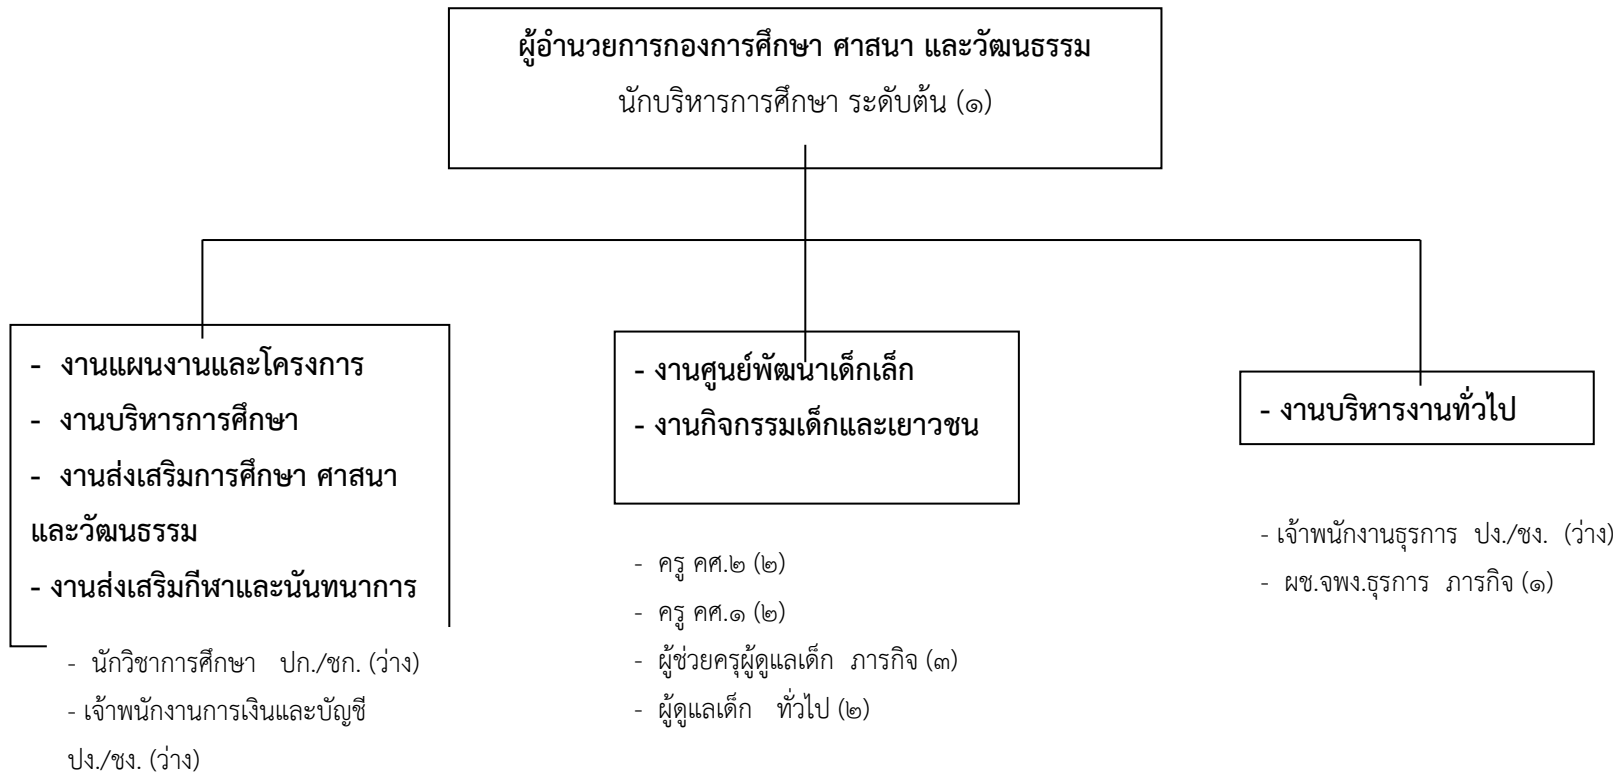 ผู้อำนวยการกองการศึกษา ศาสนา และวัฒนธรรม
นักบริหารการศึกษา ระดับต้น (๑)
- งานแผนงานและโครงการ
- งานบริหารการศึกษา
- งานส่งเสริมการศึกษา ศาสนา
และวัฒนธรรม
- งานส่งเสริมกีฬาและนันทนาการ
- นักวิชาการศึกษา ปก./ชก. (ว่าง)
- เจ้าพนักงานการเงินและบัญชี
ปง./ชง. (ว่าง)
- งานศูนย์พัฒนาเด็กเล็ก
- งานกิจกรรมเด็กและเยาวชน
- ครู คศ.๒ (๒)
- ครู คศ.๑ (๒)
- ผู้ช่วยครุผู้ดูแลเด็ก ภารกิจ (๓)
- ผู้ดูแลเด็ก ทั่วไป (๒)
- งานบริหารงานทั่วไป
- เจ้าพนักงานธุรการ ปง./ชง. (ว่าง)
- ผช.จพง.ธุรการ ภารกิจ (๑)